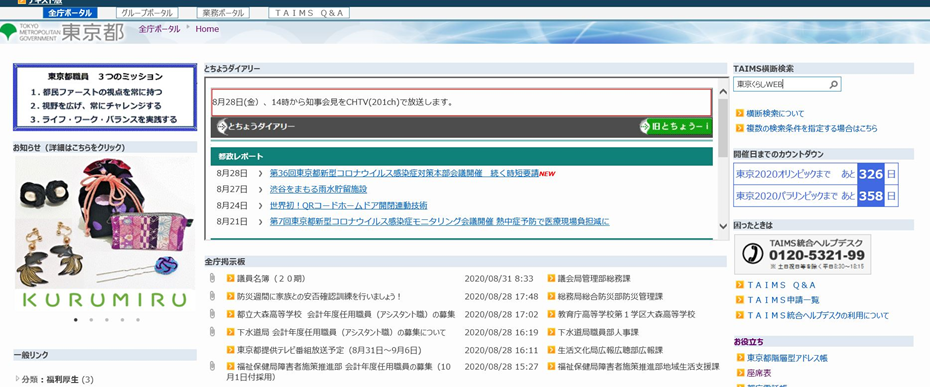 テキスト版
全庁ポータル
グループポータル
業務ポータル
TAIMS Q&A
TOKYO
METROPOLITAN
GOVERNMENT
東京都
全庁ポータル
Home
東京都職員 3つのミッション
1．都民ファーストの視点を常に持つ
2．視野を広げ、常にチャレンジする
3．ライフ・ワーク・バランスを実践する
お知らせ（詳細はこちらをクリック）
KURUMIRU
一般リンク
分類：福利厚生 (3)
とちょうダイアリー
8月28日(金）、14時から知事会見をCHTV(201ch)で放送します。
とちょうダイアリー
旧とちょうー！
都政レポート
8月28日 第36回東京都新型コロナウイルス感染症対策本部会議開催 続く時短要請NEW
8月27日 渋谷をまもる雨水貯留施設
8月24日 世界初！QRコードホームドア開閉連動技術
8月21日 第7回東京都新型コロナウイルス感染症モニタリング会議開催 熱中症予防で医療現場負担減に
全庁掲示板
議員名簿（20期） 2020/08/31 8:33 議会局管理部総務課
防災週間に家族との安否確認訓練を行いましょう！ 2020/08/28 17:48 総務局総合防災部防災管理課
都立大森高等学校 会計年度任用職員（アシスタント職）の募集 2020/08/28 17:02 教育庁高等学校第１学区大森高等学校
下水道局 会計年度任用職員（アシスタント職）の募集について 2020/08/28 16:19 下水道局職員部人事課
東京都提供テレビ番組放送予定（8月31日～9月6日） 2020/08/28 16:11 生活文化局広報広聴部広報課
福祉保健局障害者施策推進部 会計年度任用職員の募集（10月1日付採用） 2020/08/28 15:27 福祉保健局障害者施策推進部地域生活支援課
TAIMS横断検索
東京くらしWEB
横断検索について
複数の検索条件を指定する場合はこちら
開催日までのカウントダウン
東京2020オリンピックまで あと 326 日
東京2020パラリンピックまで あと 358 日
困ったときは
TAIMS統合ヘルプデスク
0120-5321-99
※ 土日祝日等を除く平日8:30～18:15
TAIMS Q&A
TAIMS申請一覧
TAIMS統合ヘルプデスクの利用について
お役立ち
東京都階層型アドレス帳
座席表